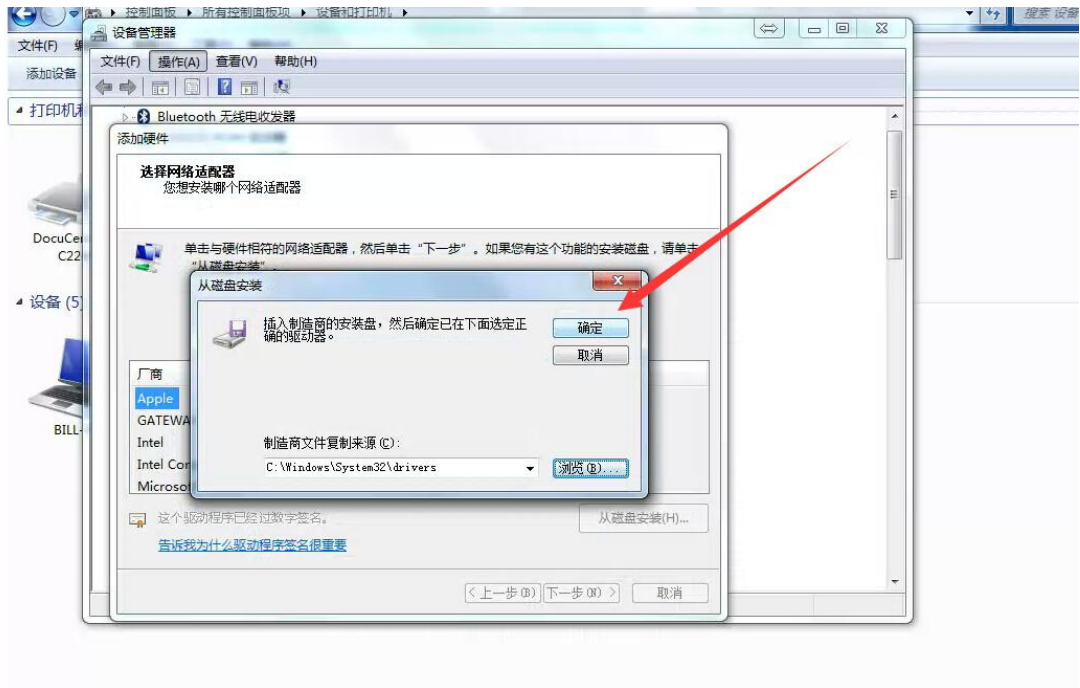 控制面板 ▸ 所有控制面板项 ▸ 设备和打印机 ▸
搜索 设备
文件(F)
添加设备
打印机和
DocuCen
C22
设备 (5)
BILL-
设备管理器
文件(F) 操作(A) 查看(V) 帮助(H)
Bluetooth 无线电收发器
添加硬件
选择网络适配器
您想安装哪个网络适配器
单击与硬件相符的网络适配器，然后单击“下一步”。如果您有这个功能的安装磁盘，请单击
“从磁盘安装”。
厂商
Apple
GATEWA
Intel
Intel Cor
Microsof
这个驱动程序已经过数字签名。
告诉我为什么驱动程序签名很重要
从磁盘安装(H)...
<上一步(B) 下一步(N)> 取消
从磁盘安装
插入制造商的安装盘，然后确定已在下面选定正
确的驱动器。
确定
取消
制造商文件复制来源(C):
C:\Windows\System32\drivers
浏览(B)...